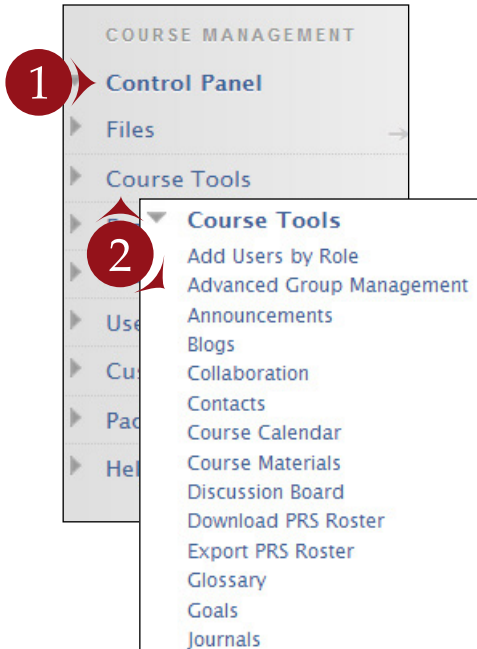 COURSE MANAGEMENT
1
Control Panel
Files
Course Tools
2
Course Tools
Add Users by Role
Advanced Group Management
Announcements
Blogs
Collaboration
Contacts
Course Calendar
Course Materials
Discussion Board
Download PRS Roster
Export PRS Roster
Glossary
Goals
Journals